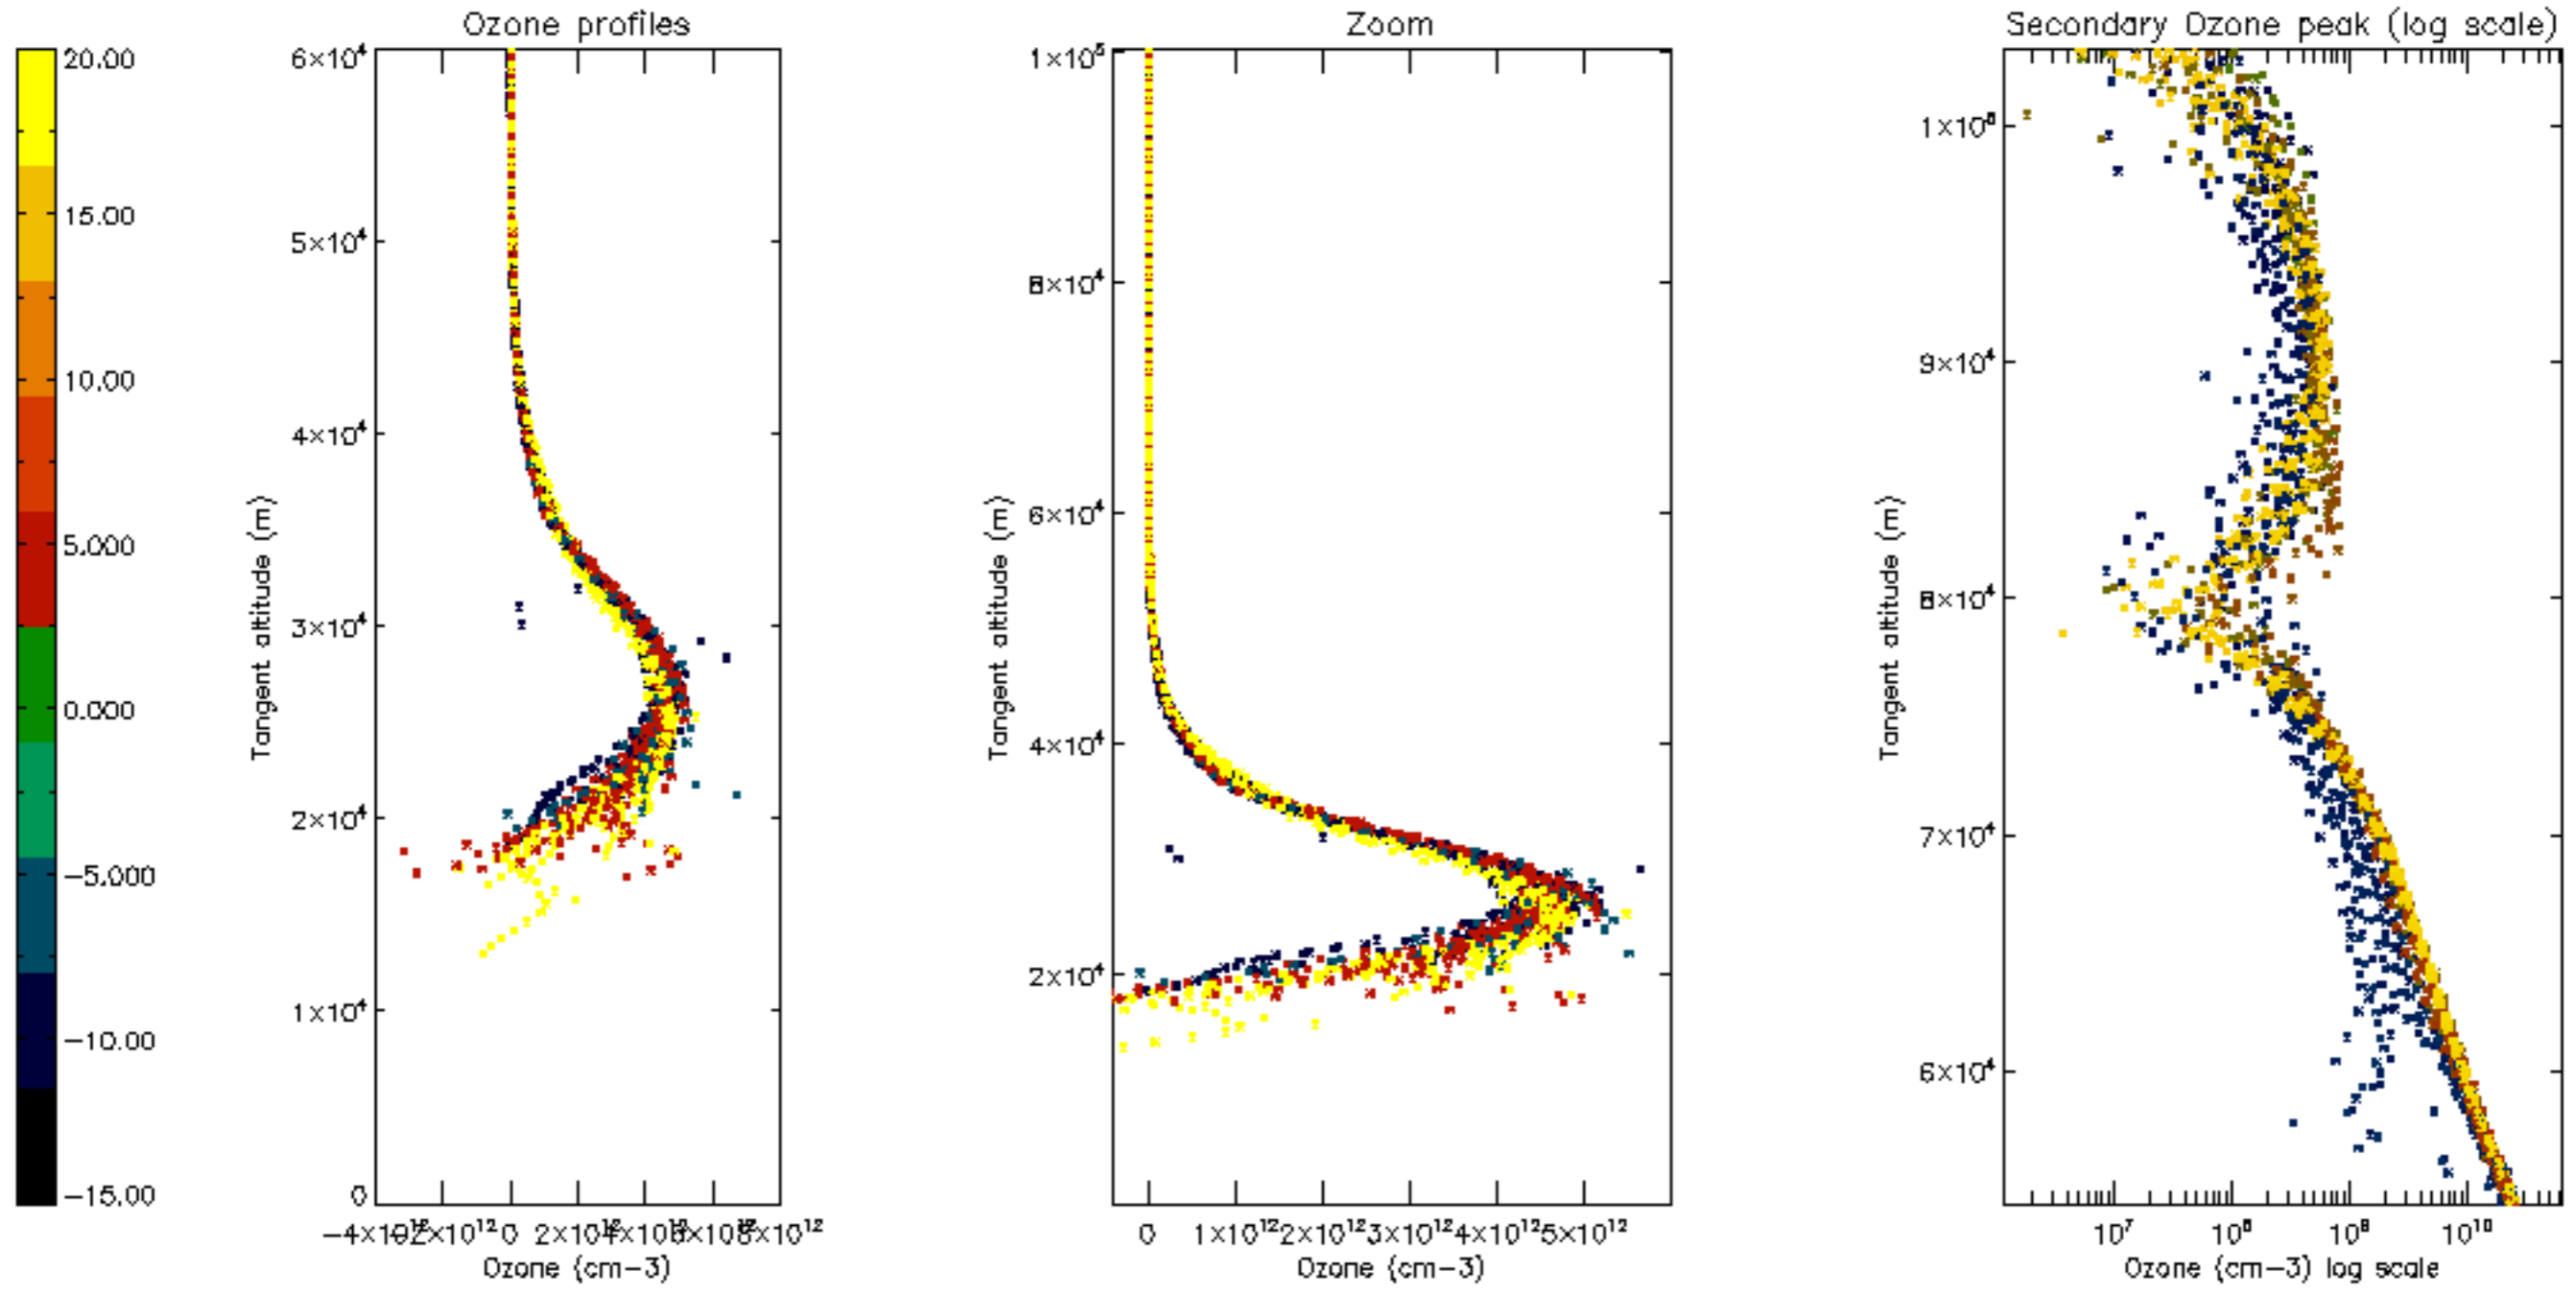 Ozone profiles
Zoom
Secondary Ozone peak (log scale)
20.00
15.00
10.00
5.000
0.000
−5.000
−10.00
−15.00
6×10⁴
5×10⁴
4×10⁴
3×10⁴
2×10⁴
1×10⁴
0
Tangent altitude (m)
0
Ozone (cm−3)
1×10⁵
8×10⁴
6×10⁴
4×10⁴
2×10⁴
Tangent altitude (m)
0 1×10¹² 2×10¹² 3×10¹² 4×10¹² 5×10¹²
Ozone (cm−3)
1×10⁵
9×10⁴
8×10⁴
7×10⁴
6×10⁴
Tangent altitude (m)
10⁷ 10⁸ 10⁹ 10¹⁰
Ozone (cm−3) log scale